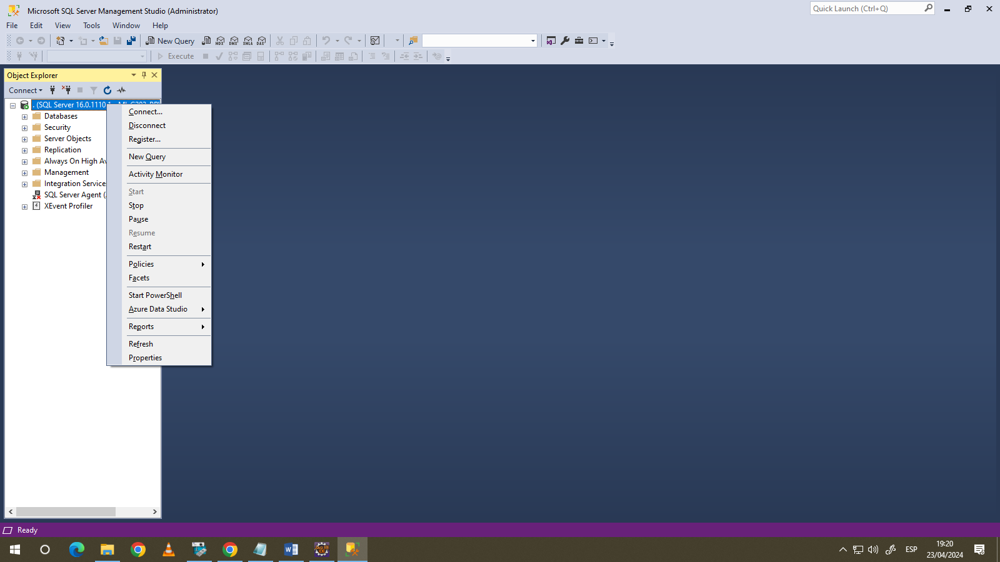 Microsoft SQL Server Management Studio (Administrator)
Quick Launch (Ctrl+Q)
File Edit View Tools Window Help
New Query
MDX DMX XMLA DAX
Execute
Object Explorer
Connect
. (SQL Server 16.0.1110.1
Databases
Security
Server Objects
Replication
Always On High Av
Management
Integration Service
SQL Server Agent (
XEvent Profiler
Connect...
Disconnect
Register...
New Query
Activity Monitor
Start
Stop
Pause
Resume
Restart
Policies
Facets
Start PowerShell
Azure Data Studio
Reports
Refresh
Properties
Ready
ESP
19:20
23/04/2024